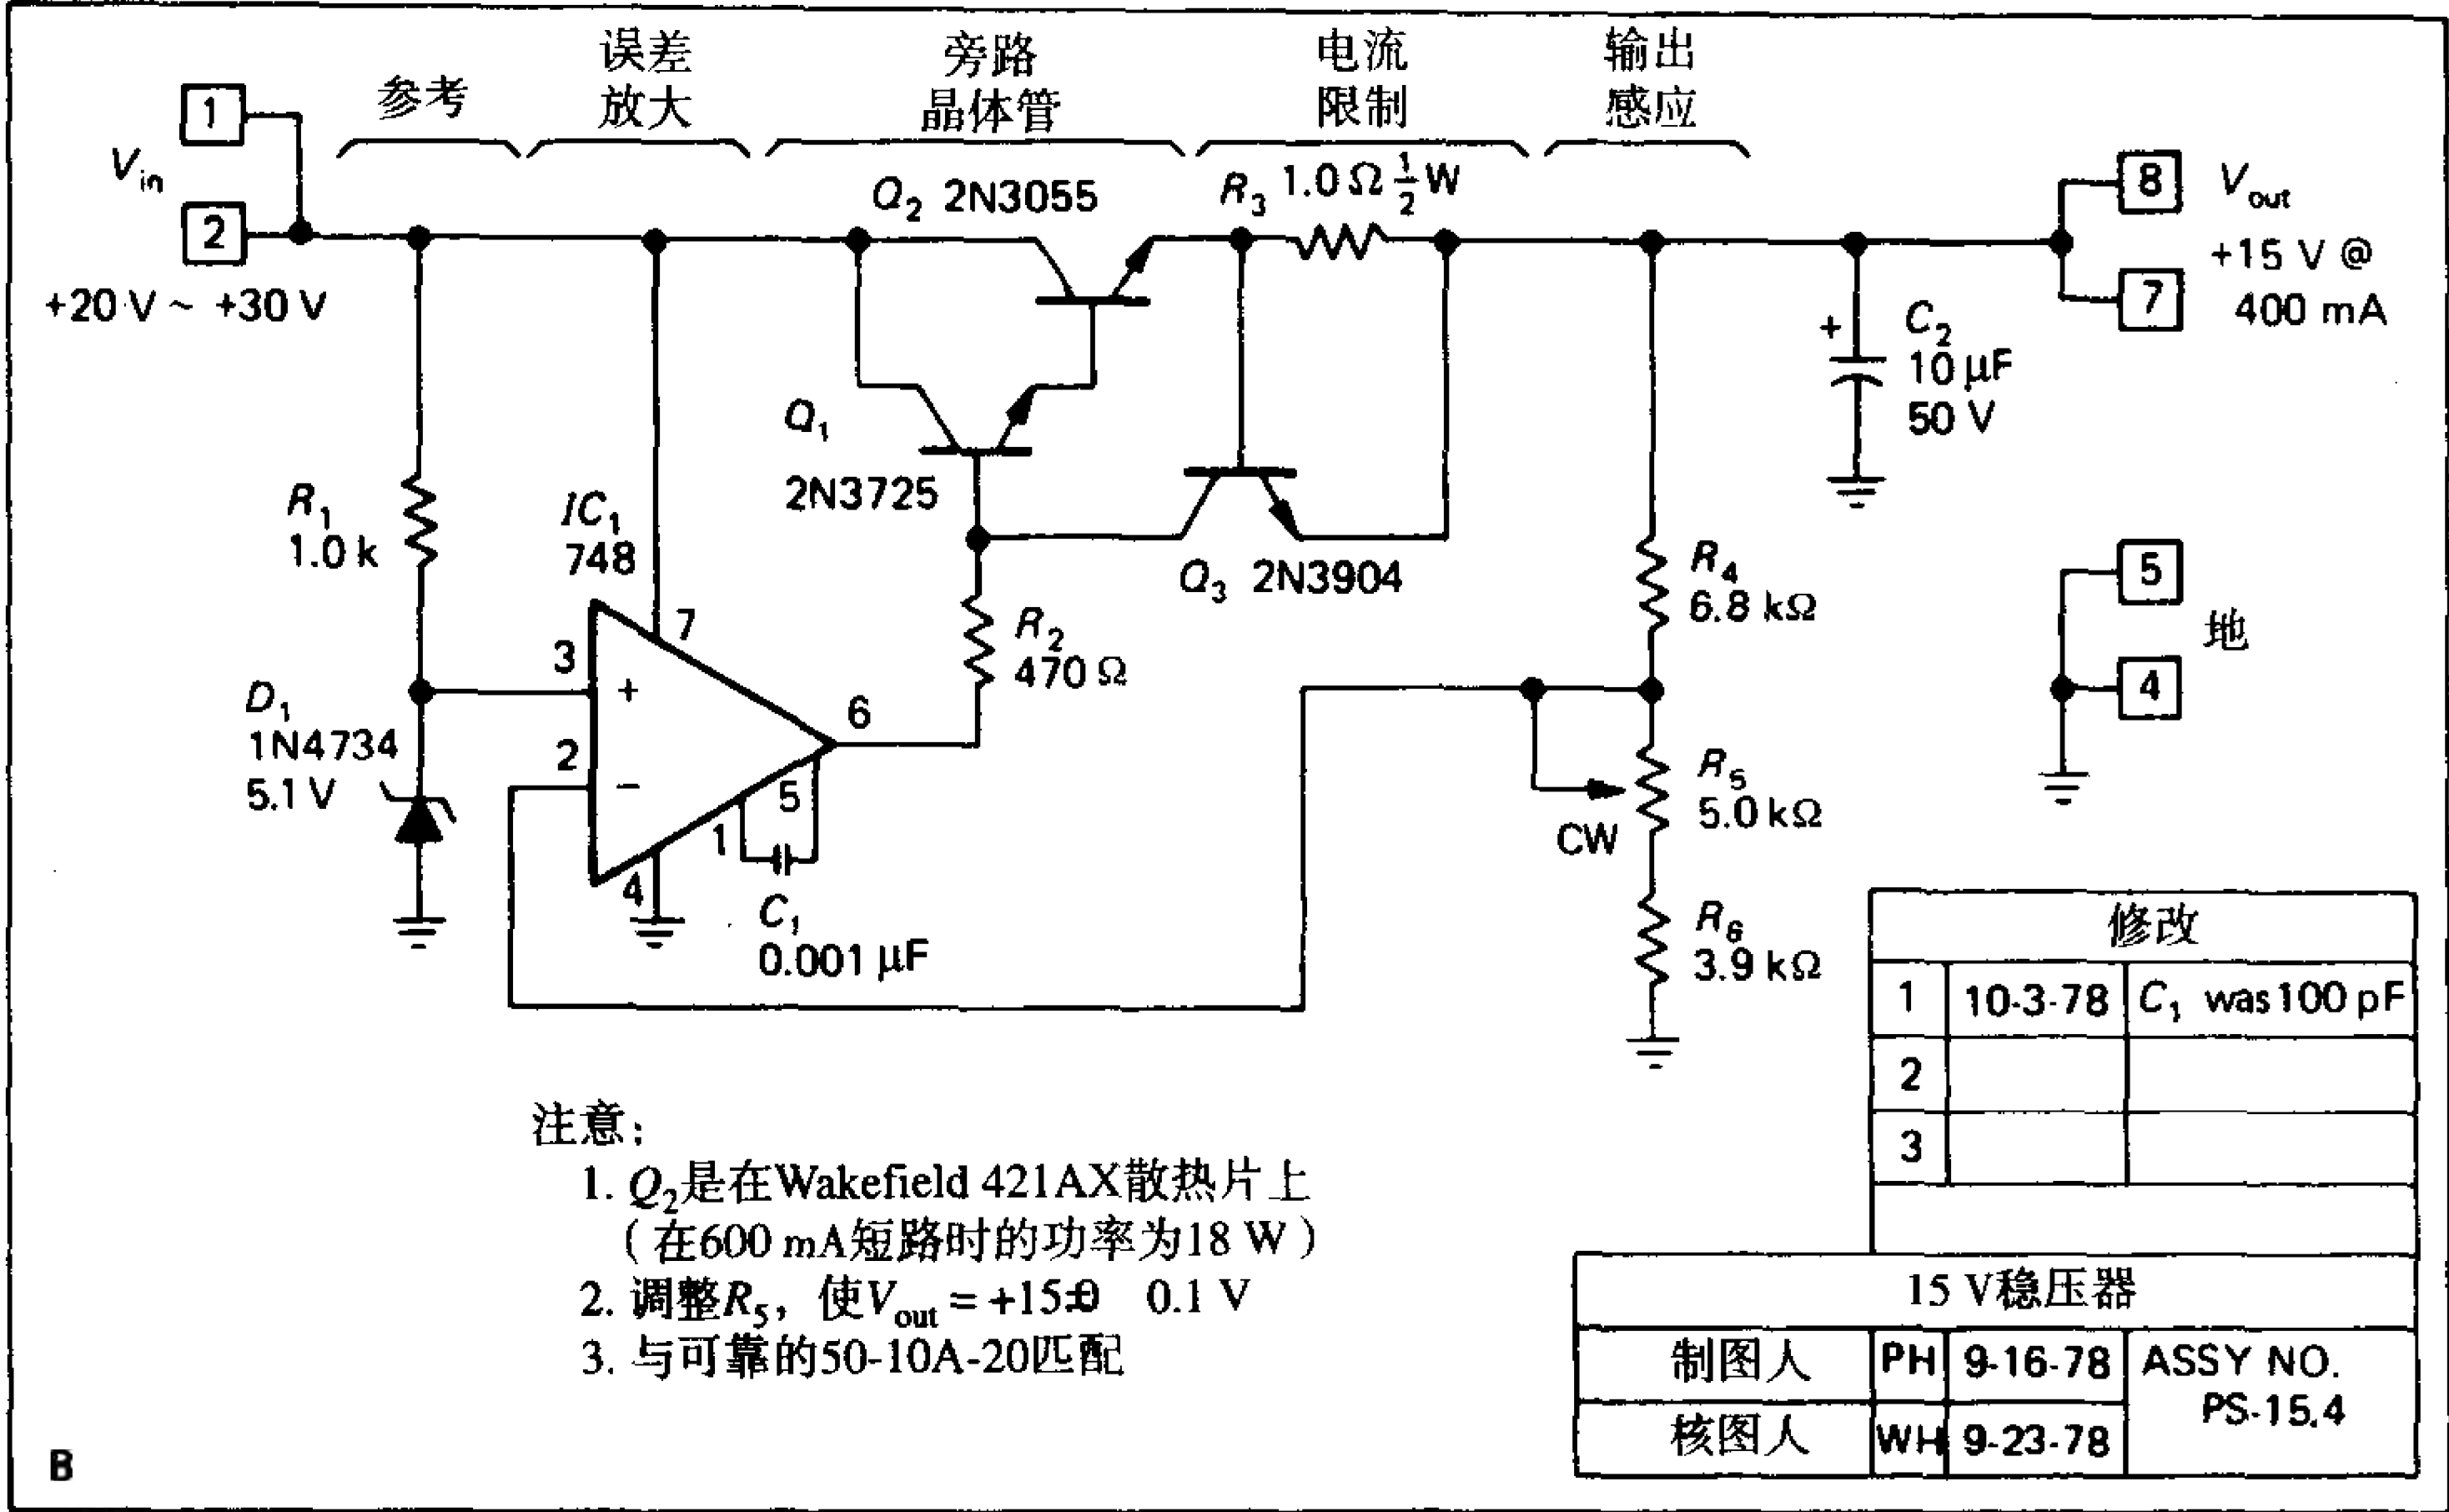 参考
误差
放大
旁路
晶体管
电流
限制
输出
感应
1
V_in
2
+20 V ~ +30 V
Q₂ 2N3055
R₃ 1.0 Ω ½ W
8
V_out
7
+15 V @
400 mA
+
C₂
10 μF
50 V
Q₁
2N3725
Q₃ 2N3904
R₁
1.0 k
IC₁
748
7
3
+
2
−
6
5
1
4
R₂
470 Ω
D₁
1N4734
5.1 V
C₁
0.001 μF
R₄
6.8 kΩ
R₅
5.0 kΩ
CW
R₆
3.9 kΩ
5
地
4
注意：
1. Q₂是在Wakefield 421AX散热片上
（在600 mA短路时的功率为18 W）
2. 调整R₅，使V_out = +15.0 ± 0.1 V
3. 与可靠的50-10A-20匹配
修改
1 10-3-78 C₁ was 100 pF
2
3
15 V稳压器
制图人 PH 9-16-78 ASSY NO.
PS-15.4
核图人 WH 9-23-78
B